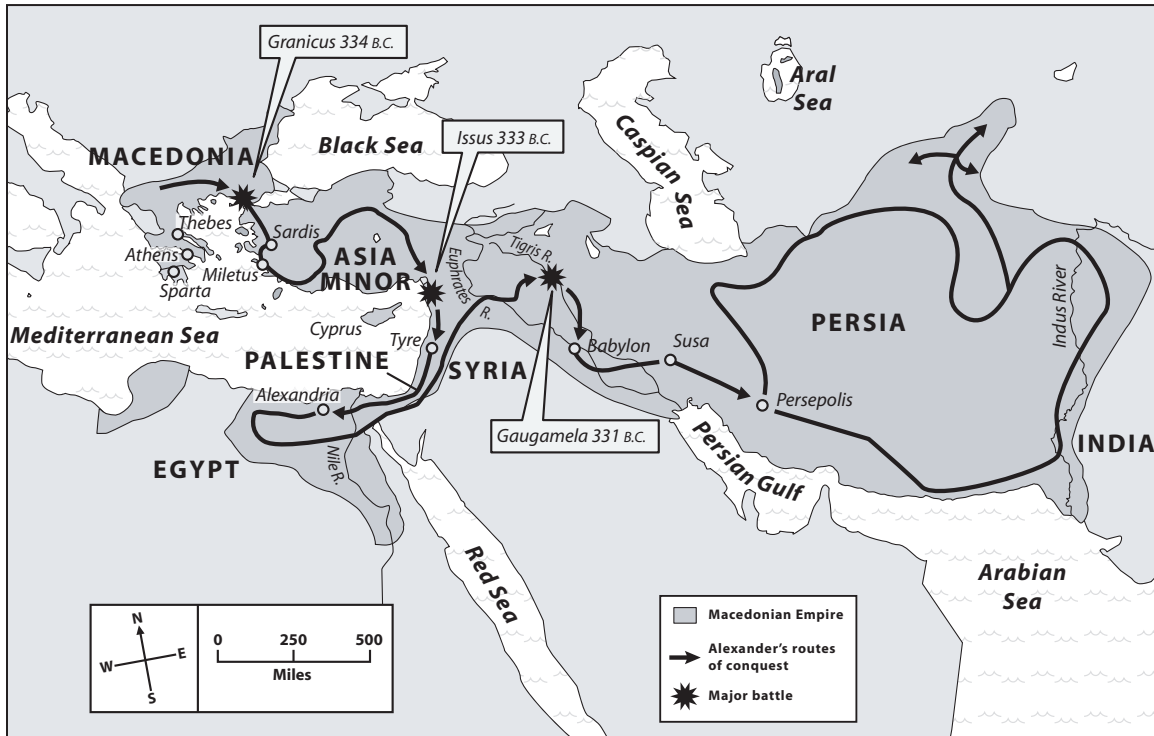 Granicus 334 B.C.
Aral
Sea
Issus 333 B.C.
Black Sea
Caspian Sea
MACEDONIA
Thebes
Sardis
Athens
Miletus
Sparta
ASIA
MINOR
Tigris R.
Euphrates
R.
Mediterranean Sea
Cyprus
Tyre
PALESTINE
SYRIA
Babylon
Susa
PERSIA
Indus River
Alexandria
Persepolis
Gaugamela 331 B.C.
EGYPT
Nile R.
Persian Gulf
INDIA
Red Sea
Arabian
Sea
N
W E
S
0 250 500
Miles
Macedonian Empire
Alexander's routes
of conquest
Major battle